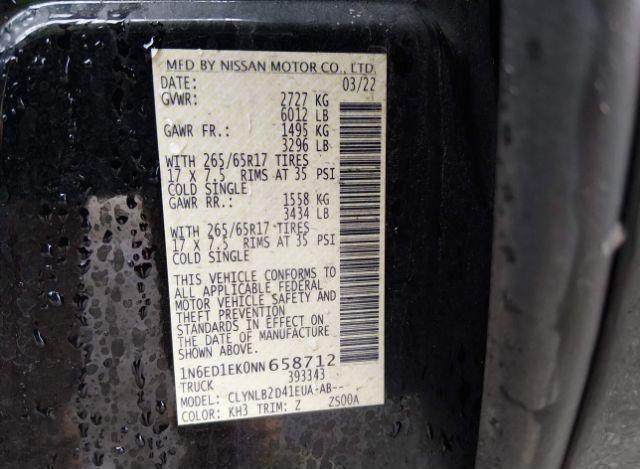 MFD BY NISSAN MOTOR CO., LTD.
DATE: 03/22
GVWR: 2727 KG
6012 LB
GAWR FR.: 1495 KG
3296 LB
WITH 265/65R17 TIRES
17 X 7.5 RIMS AT 35 PSI
COLD SINGLE
GAWR RR.: 1558 KG
3434 LB
WITH 265/65R17 TIRES
17 X 7.5 RIMS AT 35 PSI
COLD SINGLE
THIS VEHICLE CONFORMS TO
ALL APPLICABLE FEDERAL
MOTOR VEHICLE SAFETY AND
THEFT PREVENTION
STANDARDS IN EFFECT ON
THE DATE OF MANUFACTURE
SHOWN ABOVE.
1N6ED1EK0NN 658712
TRUCK 393343
MODEL: CLYNLB2D41EUA-AB--
COLOR: KH3 TRIM: Z ZS00A